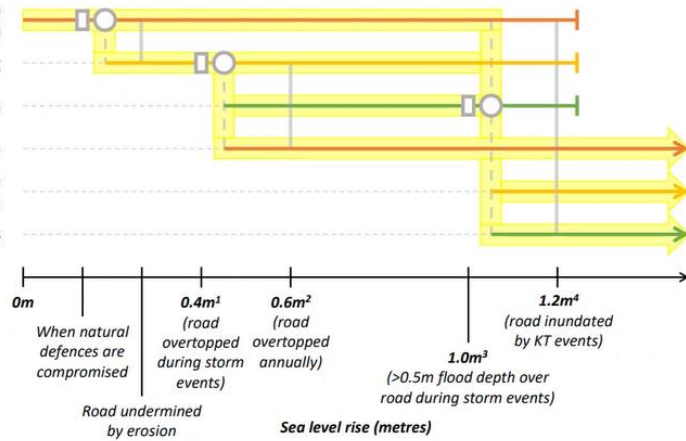 0m
When natural
defences are
compromised
Road undermined
by erosion
0.4m¹
(road
overtopped
during storm
events)
0.6m²
(road
overtopped
annually)
1.0m³
(>0.5m flood depth over
road during storm events)
1.2m⁴
(road inundated
by KT events)
Sea level rise (metres)